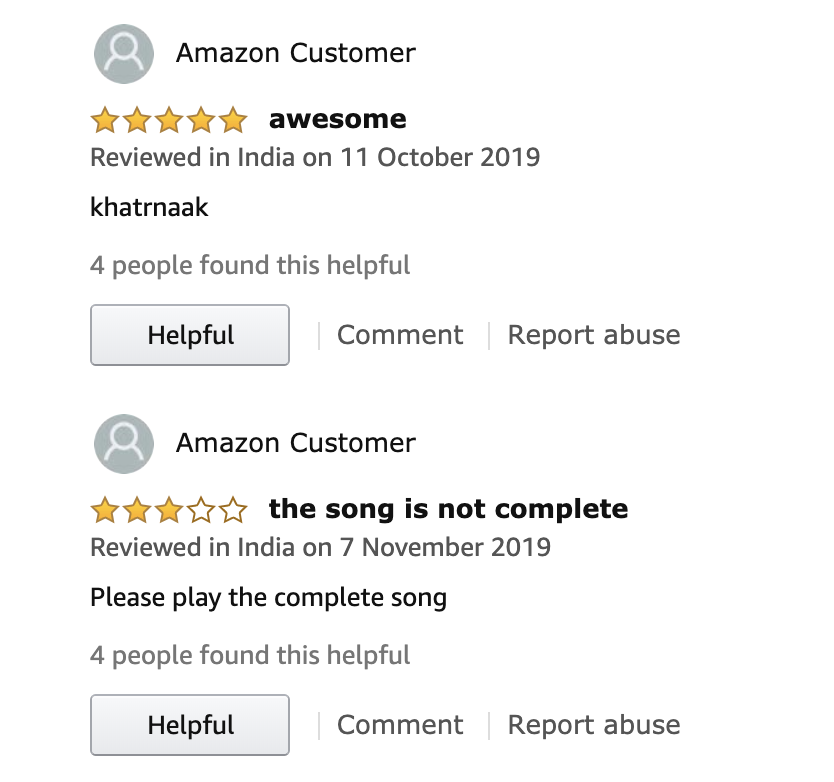 Amazon Customer
awesome
Reviewed in India on 11 October 2019
khatrnaak
4 people found this helpful
Helpful
Comment
Report abuse
Amazon Customer
the song is not complete
Reviewed in India on 7 November 2019
Please play the complete song
4 people found this helpful
Helpful
Comment
Report abuse